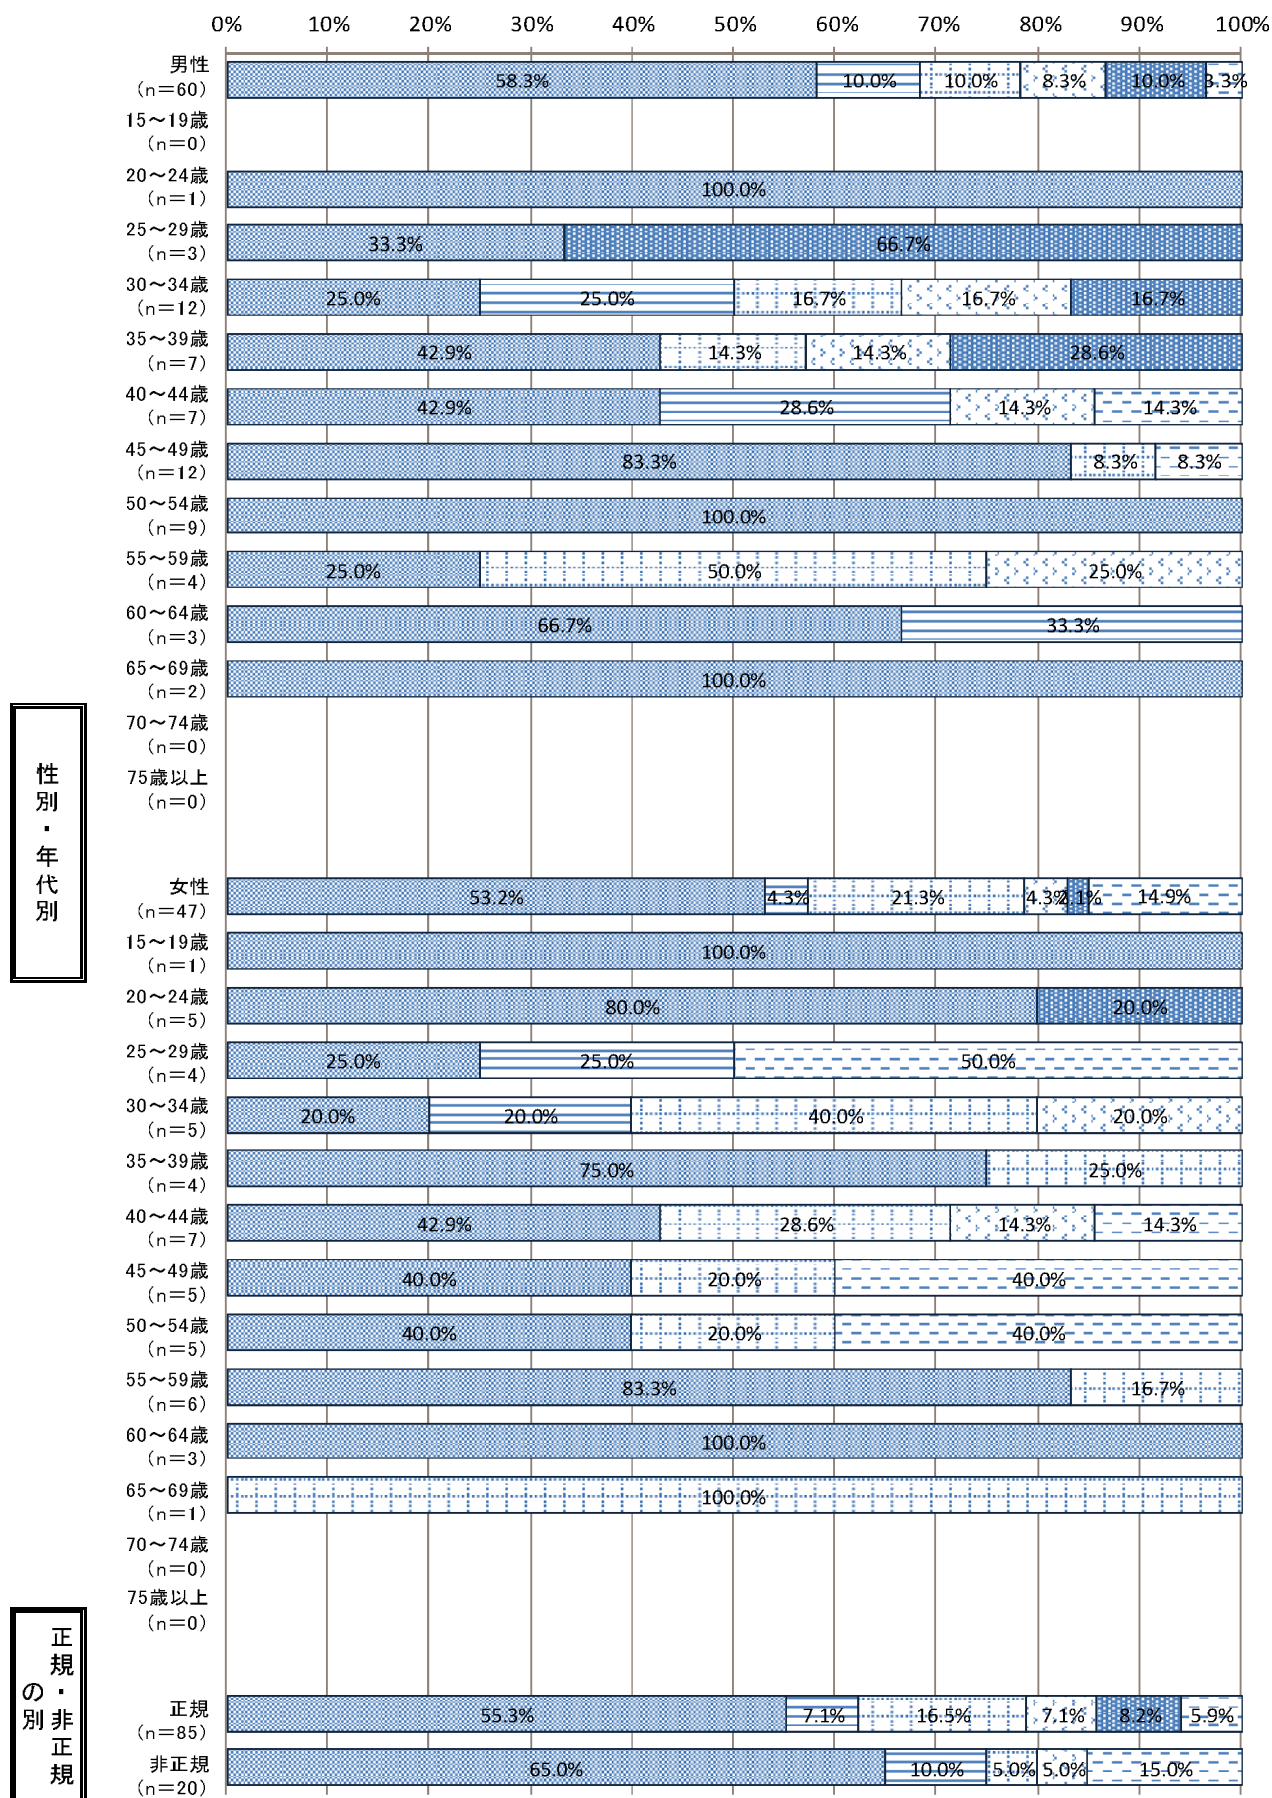 0% 10% 20% 30% 40% 50% 60% 70% 80% 90% 100%
男性
(n=60)
58.3% 10.0% 10.0% 8.3% 10.0% 3.3%
15～19歳
(n=0)
20～24歳
(n=1)
100.0%
25～29歳
(n=3)
33.3% 66.7%
30～34歳
(n=12)
25.0% 25.0% 16.7% 16.7% 16.7%
35～39歳
(n=7)
42.9% 14.3% 14.3% 28.6%
40～44歳
(n=7)
42.9% 28.6% 14.3% 14.3%
45～49歳
(n=12)
83.3% 8.3% 8.3%
50～54歳
(n=9)
100.0%
55～59歳
(n=4)
25.0% 50.0% 25.0%
60～64歳
(n=3)
66.7% 33.3%
65～69歳
(n=2)
100.0%
70～74歳
(n=0)
75歳以上
(n=0)
性別・年代別
女性
(n=47)
53.2% 4.3% 21.3% 4.3% 2.1% 14.9%
15～19歳
(n=1)
100.0%
20～24歳
(n=5)
80.0% 20.0%
25～29歳
(n=4)
25.0% 25.0% 50.0%
30～34歳
(n=5)
20.0% 20.0% 40.0% 20.0%
35～39歳
(n=4)
75.0% 25.0%
40～44歳
(n=7)
42.9% 28.6% 14.3% 14.3%
45～49歳
(n=5)
40.0% 20.0% 40.0%
50～54歳
(n=5)
40.0% 20.0% 40.0%
55～59歳
(n=6)
83.3% 16.7%
60～64歳
(n=3)
100.0%
65～69歳
(n=1)
100.0%
70～74歳
(n=0)
75歳以上
(n=0)
正規・非正規
の別
正規
(n=85)
55.3% 7.1% 16.5% 7.1% 8.2% 5.9%
非正規
(n=20)
65.0% 10.0% 5.0% 5.0% 15.0%